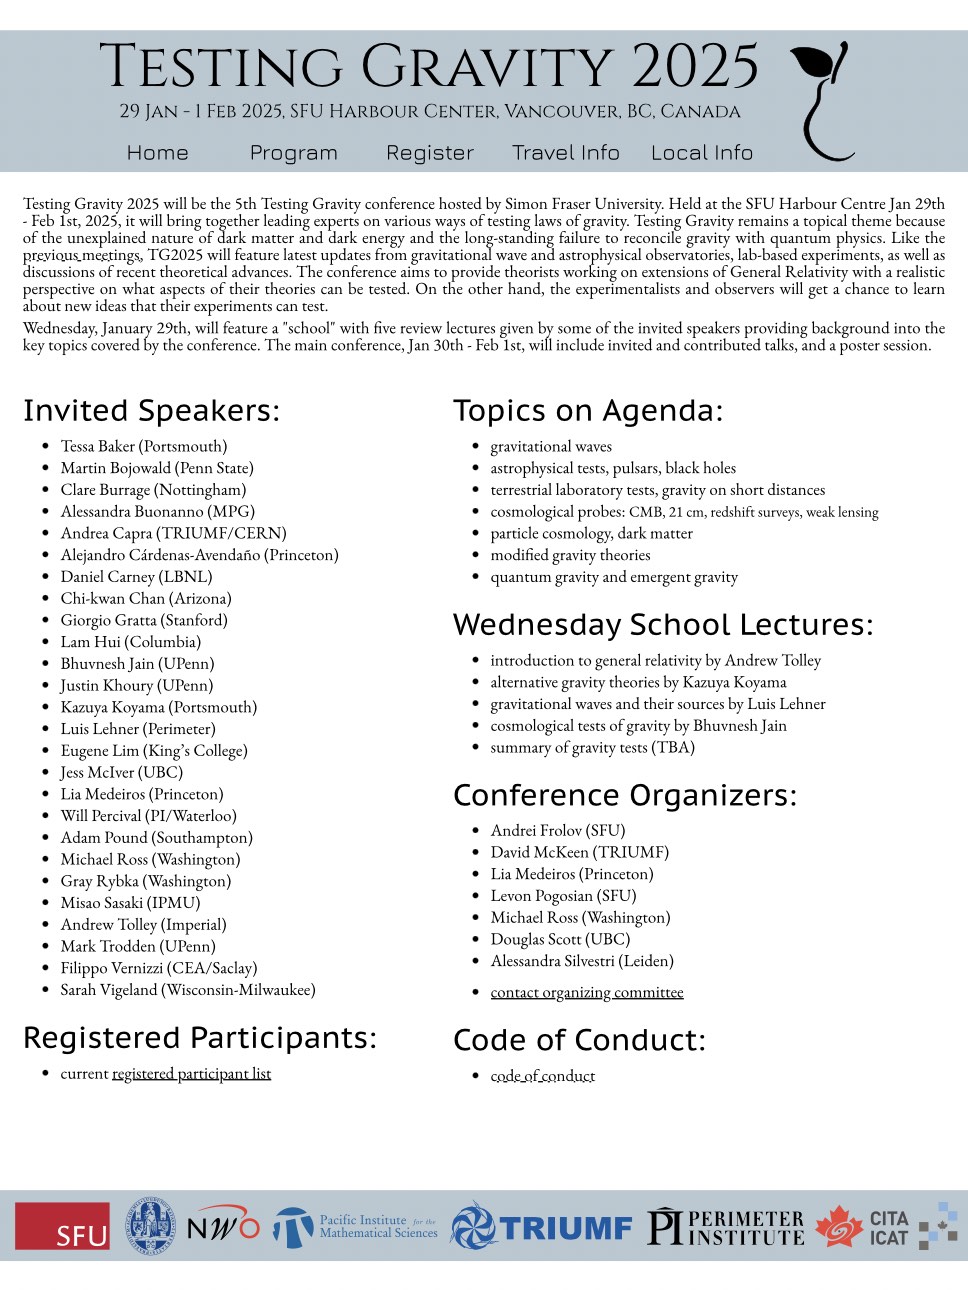 TESTING GRAVITY 2025
29 JAN - 1 FEB 2025, SFU HARBOUR CENTER, VANCOUVER, BC, CANADA
Home Program Register Travel Info Local Info
Testing Gravity 2025 will be the 5th Testing Gravity conference hosted by Simon Fraser University. Held at the SFU Harbour Centre Jan 29th
- Feb 1st, 2025, it will bring together leading experts on various ways of testing laws of gravity. Testing Gravity remains a topical theme because
of the unexplained nature of dark matter and dark energy and the long-standing failure to reconcile gravity with quantum physics. Like the
previous meetings, TG2025 will feature latest updates from gravitational wave and astrophysical observatories, lab-based experiments, as well as
discussions of recent theoretical advances. The conference aims to provide theorists working on extensions of General Relativity with a realistic
perspective on what aspects of their theories can be tested. On the other hand, the experimentalists and observers will get a chance to learn
about new ideas that their experiments can test.
Wednesday, January 29th, will feature a "school" with five review lectures given by some of the invited speakers providing background into the
key topics covered by the conference. The main conference, Jan 30th - Feb 1st, will include invited and contributed talks, and a poster session.
Invited Speakers:
• Tessa Baker (Portsmouth)
• Martin Bojowald (Penn State)
• Clare Burrage (Nottingham)
• Alessandra Buonanno (MPG)
• Andrea Capra (TRIUMF/CERN)
• Alejandro Cárdenas-Avendaño (Princeton)
• Daniel Carney (LBNL)
• Chi-kwan Chan (Arizona)
• Giorgio Gratta (Stanford)
• Lam Hui (Columbia)
• Bhuvnesh Jain (UPenn)
• Justin Khoury (UPenn)
• Kazuya Koyama (Portsmouth)
• Luis Lehner (Perimeter)
• Eugene Lim (King’s College)
• Jess McIver (UBC)
• Lia Medeiros (Princeton)
• Will Percival (PI/Waterloo)
• Adam Pound (Southampton)
• Michael Ross (Washington)
• Gray Rybka (Washington)
• Misao Sasaki (IPMU)
• Andrew Tolley (Imperial)
• Mark Trodden (UPenn)
• Filippo Vernizzi (CEA/Saclay)
• Sarah Vigeland (Wisconsin-Milwaukee)
Registered Participants:
• current registered participant list
Topics on Agenda:
• gravitational waves
• astrophysical tests, pulsars, black holes
• terrestrial laboratory tests, gravity on short distances
• cosmological probes: CMB, 21 cm, redshift surveys, weak lensing
• particle cosmology, dark matter
• modified gravity theories
• quantum gravity and emergent gravity
Wednesday School Lectures:
• introduction to general relativity by Andrew Tolley
• alternative gravity theories by Kazuya Koyama
• gravitational waves and their sources by Luis Lehner
• cosmological tests of gravity by Bhuvnesh Jain
• summary of gravity tests (TBA)
Conference Organizers:
• Andrei Frolov (SFU)
• David McKeen (TRIUMF)
• Lia Medeiros (Princeton)
• Levon Pogosian (SFU)
• Michael Ross (Washington)
• Douglas Scott (UBC)
• Alessandra Silvestri (Leiden)
• contact organizing committee
Code of Conduct:
• code of conduct
SFU
NWO
Pacific Institute for the
Mathematical Sciences
TRIUMF
PI PERIMETER
INSTITUTE
CITA
ICAT